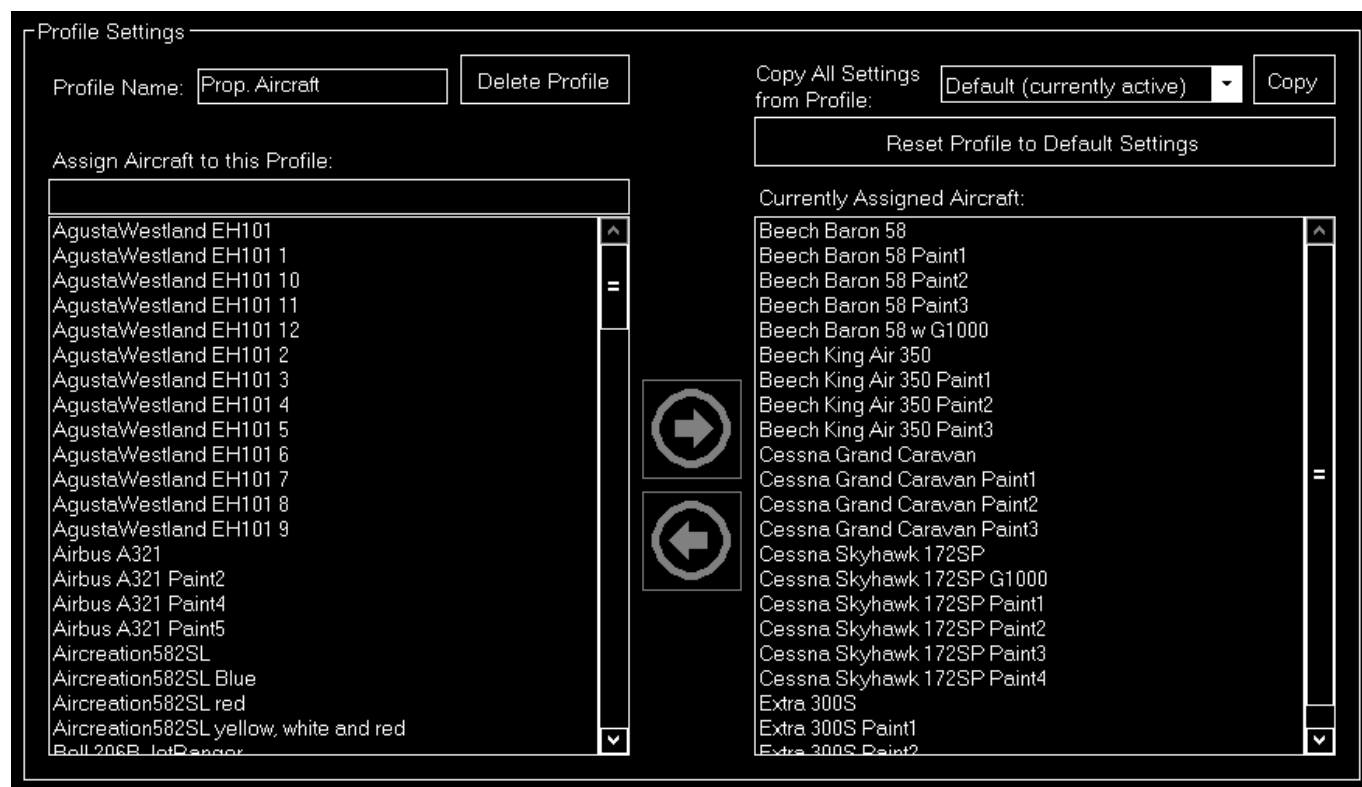 Profile Settings
Profile Name: Prop. Aircraft
Delete Profile
Copy All Settings
from Profile:
Default (currently active)
Copy
Reset Profile to Default Settings
Assign Aircraft to this Profile:
AgustaWestland EH101
AgustaWestland EH101 1
AgustaWestland EH101 10
AgustaWestland EH101 11
AgustaWestland EH101 12
AgustaWestland EH101 2
AgustaWestland EH101 3
AgustaWestland EH101 4
AgustaWestland EH101 5
AgustaWestland EH101 6
AgustaWestland EH101 7
AgustaWestland EH101 8
AgustaWestland EH101 9
Airbus A321
Airbus A321 Paint2
Airbus A321 Paint4
Airbus A321 Paint5
Aircreation582SL
Aircreation582SL Blue
Aircreation582SL red
Aircreation582SL yellow, white and red
Bell 206B JetRanger
Currently Assigned Aircraft:
Beech Baron 58
Beech Baron 58 Paint1
Beech Baron 58 Paint2
Beech Baron 58 Paint3
Beech Baron 58 w G1000
Beech King Air 350
Beech King Air 350 Paint1
Beech King Air 350 Paint2
Beech King Air 350 Paint3
Cessna Grand Caravan
Cessna Grand Caravan Paint1
Cessna Grand Caravan Paint2
Cessna Grand Caravan Paint3
Cessna Skyhawk 172SP
Cessna Skyhawk 172SP G1000
Cessna Skyhawk 172SP Paint1
Cessna Skyhawk 172SP Paint2
Cessna Skyhawk 172SP Paint3
Cessna Skyhawk 172SP Paint4
Extra 300S
Extra 300S Paint1
Extra 300S Paint2